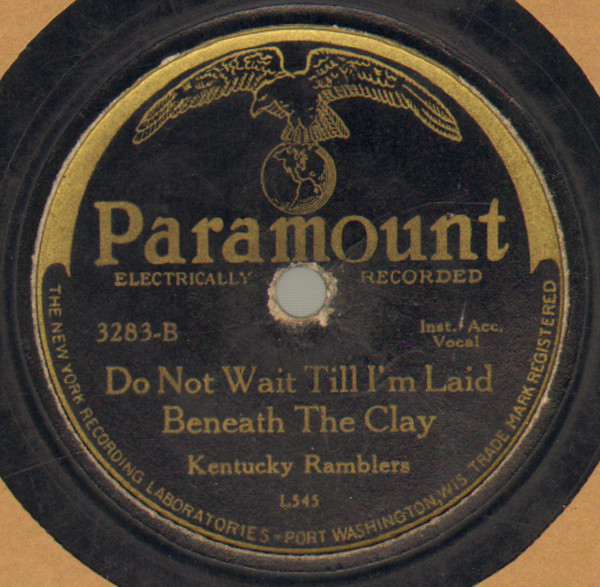 Paramount
ELECTRICALLY RECORDED
3283-B
Inst. Acc.
Vocal
Do Not Wait Till I'm Laid
Beneath The Clay
Kentucky Ramblers
L545
THE NEW YORK RECORDING LABORATORIES - PORT WASHINGTON, WIS. TRADE MARK REGISTERED